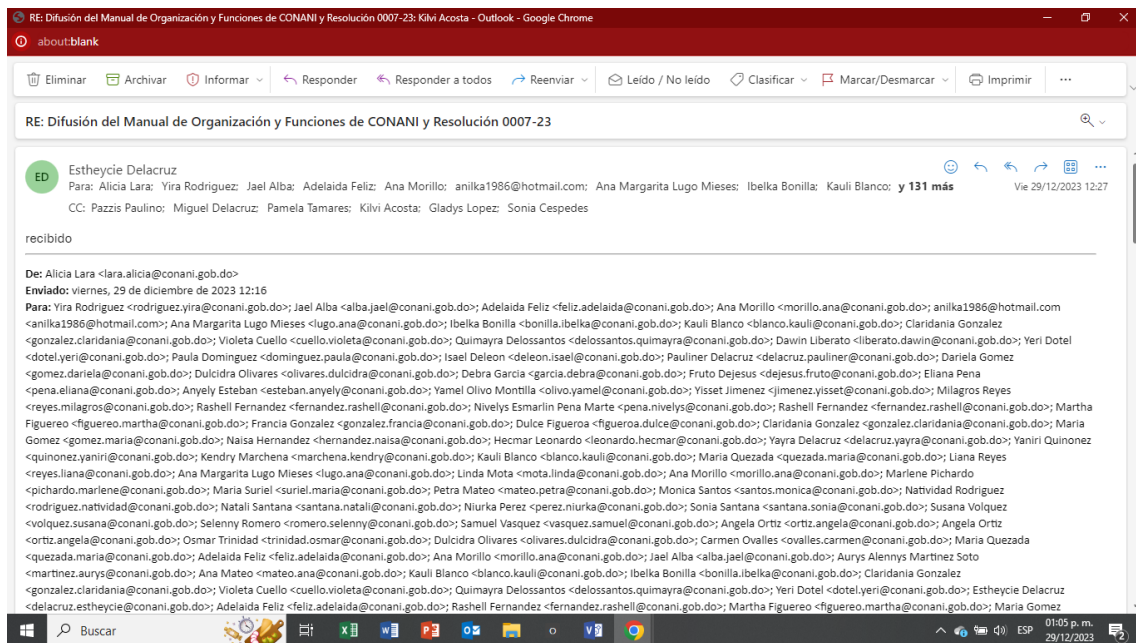 RE: Difusión del Manual de Organización y Funciones de CONANI y Resolución 0007-23: Kilvi Acosta - Outlook - Google Chrome
about:blank
Eliminar Archivar Informar Responder Responder a todos Reenviar Leído / No leído Clasificar Marcar/Desmarcar Imprimir ...
RE: Difusión del Manual de Organización y Funciones de CONANI y Resolución 0007-23
ED
Estheycie Delacruz
Para: Alicia Lara; Yira Rodriguez; Jael Alba; Adelaida Feliz; Ana Morillo; anilka1986@hotmail.com; Ana Margarita Lugo Mieses; Ibelka Bonilla; Kauli Blanco; y 131 más
Vie 29/12/2023 12:27
CC: Pazzis Paulino; Miguel Delacruz; Pamela Tamares; Kilvi Acosta; Gladys Lopez; Sonia Cespedes
recibido
De: Alicia Lara <lara.alicia@conani.gob.do>
Enviado: viernes, 29 de diciembre de 2023 12:16
Para: Yira Rodriguez <rodriguez.yira@conani.gob.do>; Jael Alba <alba.jael@conani.gob.do>; Adelaida Feliz <feliz.adelaida@conani.gob.do>; Ana Morillo <morillo.ana@conani.gob.do>; anilka1986@hotmail.com
<anilka1986@hotmail.com>; Ana Margarita Lugo Mieses <lugo.ana@conani.gob.do>; Ibelka Bonilla <bonilla.ibelka@conani.gob.do>; Kauli Blanco <blanco.kauli@conani.gob.do>; Claridania Gonzalez
<gonzalez.claridania@conani.gob.do>; Violeta Cuello <cuello.violeta@conani.gob.do>; Quimayra Delossantos <delossantos.quimayra@conani.gob.do>; Dawin Liberato <liberato.dawin@conani.gob.do>; Yeri Dotel
<dotel.yeri@conani.gob.do>; Paula Dominguez <dominguez.paula@conani.gob.do>; Isael Deleon <deleon.isael@conani.gob.do>; Pauliner Delacruz <delacruz.pauliner@conani.gob.do>; Dariela Gomez
<gomez.dariela@conani.gob.do>; Dulcidra Olivares <olivares.dulcidra@conani.gob.do>; Debra Garcia <garcia.debra@conani.gob.do>; Fruto Dejesus <dejesus.fruto@conani.gob.do>; Eliana Pena
<pena.eliana@conani.gob.do>; Anyely Esteban <esteban.anyely@conani.gob.do>; Yamel Olivo Montilla <olivo.yamel@conani.gob.do>; Yisset Jimenez <jimenez.yisset@conani.gob.do>; Milagros Reyes
<reyes.milagros@conani.gob.do>; Rashell Fernandez <fernandez.rashell@conani.gob.do>; Nivelys Esmarlin Pena Marte <pena.nivelys@conani.gob.do>; Rashell Fernandez <fernandez.rashell@conani.gob.do>; Martha
Figuereo <figuereo.martha@conani.gob.do>; Francia Gonzalez <gonzalez.francia@conani.gob.do>; Dulce Figueroa <figueroa.dulce@conani.gob.do>; Claridania Gonzalez <gonzalez.claridania@conani.gob.do>; Maria
Gomez <gomez.maria@conani.gob.do>; Naisa Hernandez <hernandez.naisa@conani.gob.do>; Hecmar Leonardo <leonardo.hecmar@conani.gob.do>; Yayra Delacruz <delacruz.yayra@conani.gob.do>; Yaniri Quinonez
<quinonez.yaniri@conani.gob.do>; Kendry Marchena <marchena.kendry@conani.gob.do>; Kauli Blanco <blanco.kauli@conani.gob.do>; Maria Quezada <quezada.maria@conani.gob.do>; Liana Reyes
<reyes.liana@conani.gob.do>; Ana Margarita Lugo Mieses <lugo.ana@conani.gob.do>; Linda Mota <mota.linda@conani.gob.do>; Ana Morillo <morillo.ana@conani.gob.do>; Marlene Pichardo
<pichardo.marlene@conani.gob.do>; Maria Suriel <suriel.maria@conani.gob.do>; Petra Mateo <mateo.petra@conani.gob.do>; Monica Santos <santos.monica@conani.gob.do>; Natividad Rodriguez
<rodriguez.natividad@conani.gob.do>; Natali Santana <santana.natali@conani.gob.do>; Niurka Perez <perez.niurka@conani.gob.do>; Sonia Santana <santana.sonia@conani.gob.do>; Susana Volquez
<volquez.susana@conani.gob.do>; Selenny Romero <romero.selenny@conani.gob.do>; Samuel Vasquez <vasquez.samuel@conani.gob.do>; Angela Ortiz <ortiz.angela@conani.gob.do>; Angela Ortiz
<ortiz.angela@conani.gob.do>; Osmar Trinidad <trinidad.osmar@conani.gob.do>; Dulcidra Olivares <olivares.dulcidra@conani.gob.do>; Carmen Ovalles <ovalles.carmen@conani.gob.do>; Maria Quezada
<quezada.maria@conani.gob.do>; Adelaida Feliz <feliz.adelaida@conani.gob.do>; Ana Morillo <morillo.ana@conani.gob.do>; Jael Alba <alba.jael@conani.gob.do>; Aurys Alennys Martinez Soto
<martinez.aurys@conani.gob.do>; Ana Mateo <mateo.ana@conani.gob.do>; Kauli Blanco <blanco.kauli@conani.gob.do>; Ibelka Bonilla <bonilla.ibelka@conani.gob.do>; Claridania Gonzalez
<gonzalez.claridania@conani.gob.do>; Violeta Cuello <cuello.violeta@conani.gob.do>; Quimayra Delossantos <delossantos.quimayra@conani.gob.do>; Yeri Dotel <dotel.yeri@conani.gob.do>; Estheycie Delacruz
<delacruz.estheycie@conani.gob.do>; Adelaida Feliz <feliz.adelaida@conani.gob.do>; Rashell Fernandez <fernandez.rashell@conani.gob.do>; Martha Figuereo <figuereo.martha@conani.gob.do>; Maria Gomez
Buscar
ESP
01:05 p. m.
29/12/2023
2